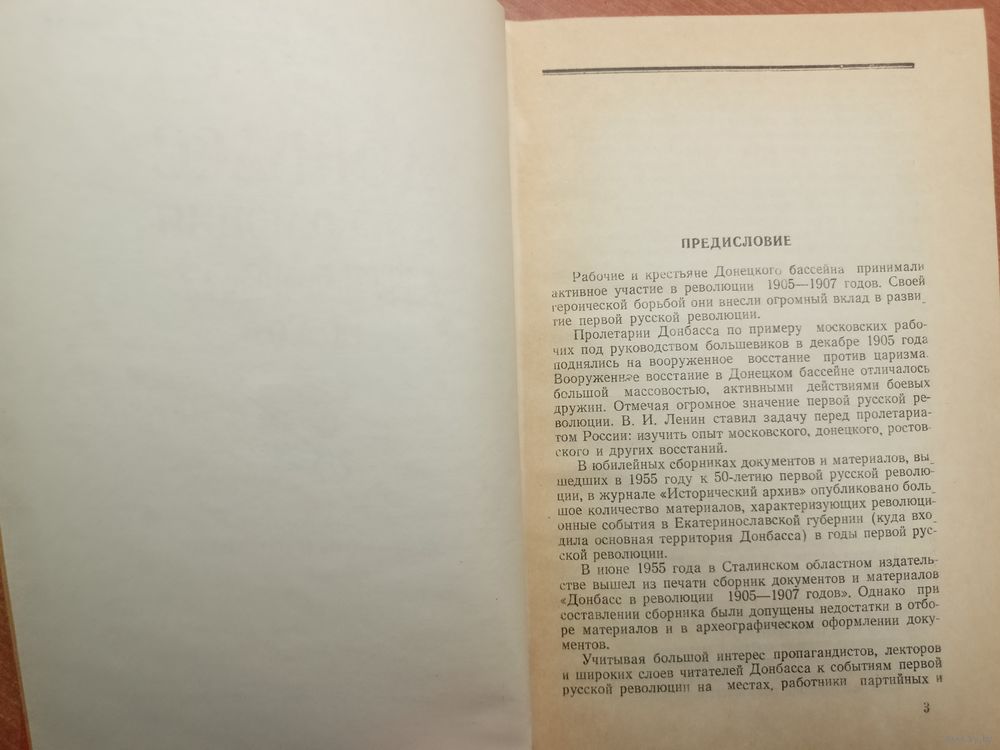 ПРЕДИСЛОВИЕ
Рабочие и крестьяне Донецкого бассейна принимали
активное участие в революции 1905—1907 годов. Своей
героической борьбой они внесли огромный вклад в разви-
тие первой русской революции.
Пролетарии Донбасса по примеру московских рабо-
чих под руководством большевиков в декабре 1905 года
поднялись на вооруженное восстание против царизма.
Вооруженное восстание в Донецком бассейне отличалось
большой массовостью, активными действиями боевых
дружин. Отмечая огромное значение первой русской ре-
волюции. В. И. Ленин ставил задачу перед пролетариа-
том России: изучить опыт московского, донецкого, ростов-
ского и других восстаний.
В юбилейных сборниках документов и материалов, вы-
шедших в 1955 году к 50-летию первой русской револю-
ции, в журнале «Исторический архив» опубликовано боль-
шое количество материалов, характеризующих революци-
онные события в Екатеринославской губернии (куда вхо-
дила основная территория Донбасса) в годы первой рус-
ской революции.
В июне 1955 года в Сталинском областном издатель-
стве вышел из печати сборник документов и материалов
«Донбасс в революции 1905—1907 годов». Однако при
составлении сборника были допущены недостатки в отбо-
ре материалов и в археографическом оформлении доку-
ментов.
Учитывая большой интерес пропагандистов, лекторов
и широких слоев читателей Донбасса к событиям первой
русской революции на местах, работники партийных и
3